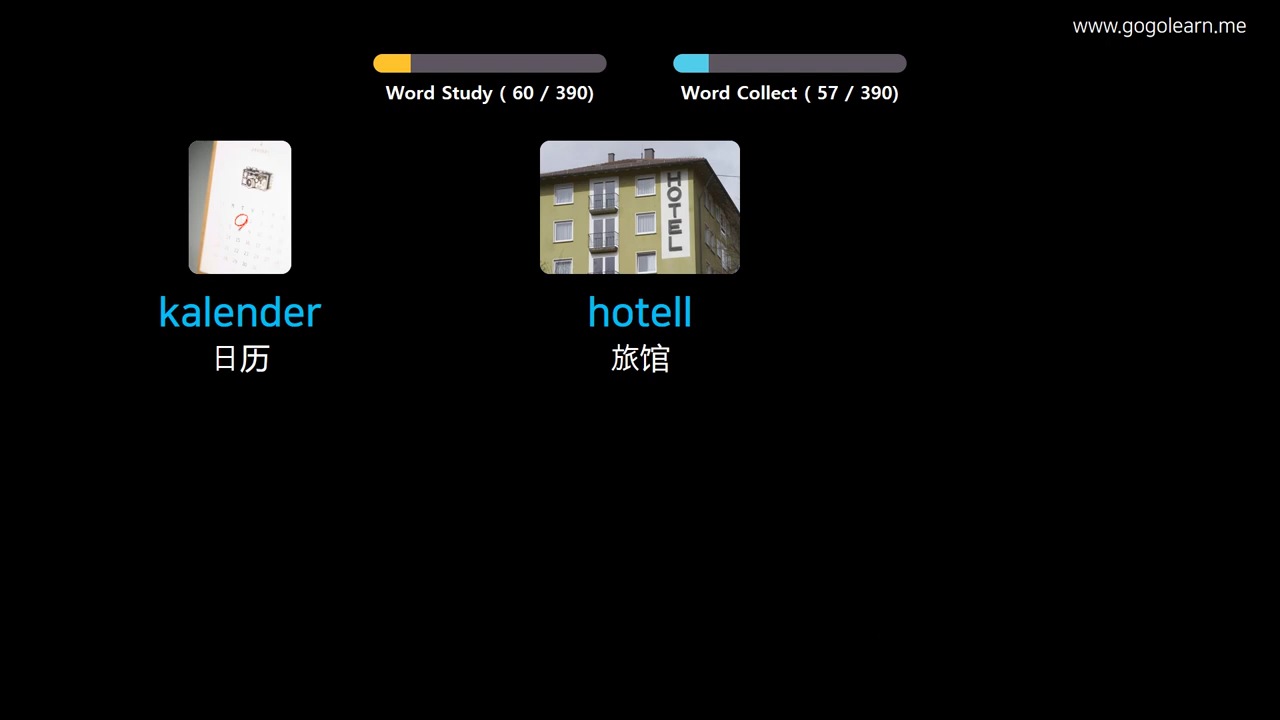 www.gogolearn.me
Word Study ( 60 / 390)
Word Collect ( 57 / 390)
HOTEL
kalender
hotell
日历
旅馆